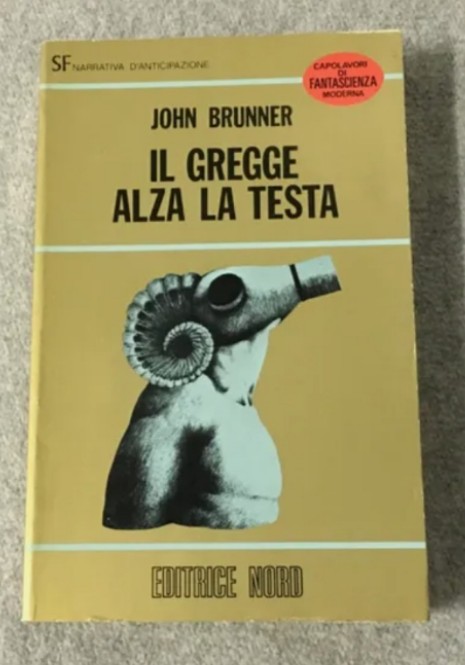 SF NARRATIVA D'ANTICIPAZIONE
CAPOLAVORI
DI
FANTASCIENZA
MODERNA
JOHN BRUNNER
IL GREGGE
ALZA LA TESTA
EDITRICE NORD